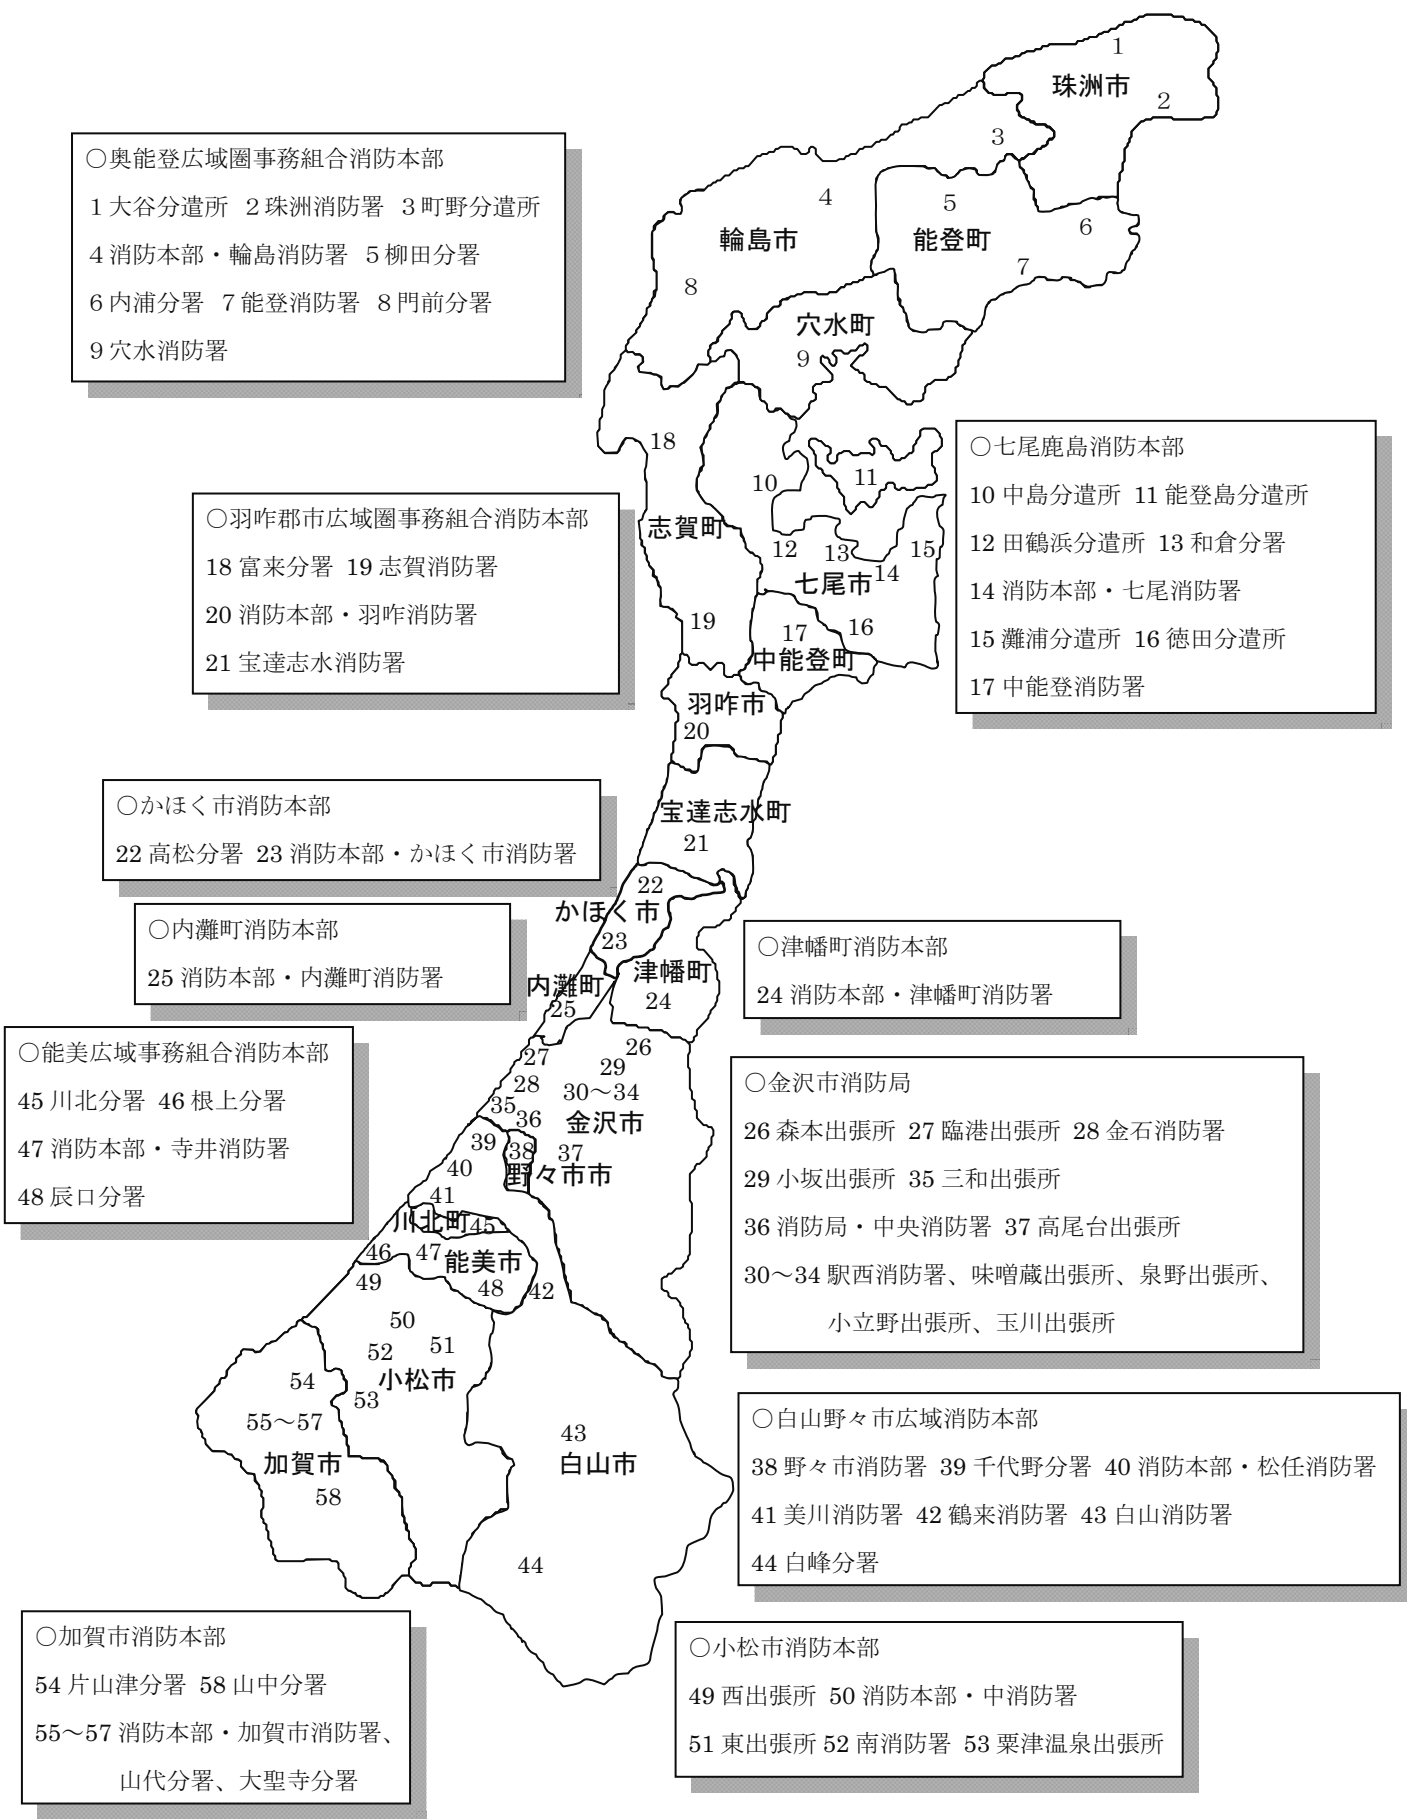 1
珠洲市
2
3
4
5
能登町
6
輪島市
7
8
穴水町
9
○奥能登広域圏事務組合消防本部
1大谷分遣所 2珠洲消防署 3町野分遣所
4消防本部・輪島消防署 5柳田分署
6内浦分署 7能登消防署 8門前分署
9穴水消防署
18
10
11
志賀町
12
13
14
15
七尾市
19
17
16
中能登町
○七尾鹿島消防本部
10 中島分遣所 11 能登島分遣所
12 田鶴浜分遣所 13 和倉分署
14 消防本部・七尾消防署
15 灘浦分遣所 16 徳田分遣所
17 中能登消防署
○羽咋郡市広域圏事務組合消防本部
18 富来分署 19 志賀消防署
20 消防本部・羽咋消防署
21 宝達志水消防署
羽咋市
20
宝達志水町
21
○かほく市消防本部
22 高松分署 23 消防本部・かほく市消防署
22
かほく市
23
○内灘町消防本部
25 消防本部・内灘町消防署
内灘町
25
津幡町
24
○津幡町消防本部
24 消防本部・津幡町消防署
○能美広域事務組合消防本部
45 川北分署 46 根上分署
47 消防本部・寺井消防署
48 辰口分署
26
27
29
28
30～34
35
36
金沢市
39
38
37
40
野々市市
41
川北町
45
46
47
能美市
48
42
49
○金沢市消防局
26 森本出張所 27 臨港出張所 28 金石消防署
29 小坂出張所 35 三和出張所
36 消防局・中央消防署 37 高尾台出張所
30～34 駅西消防署、味噌蔵出張所、泉野出張所、
小立野出張所、玉川出張所
50
52
51
小松市
53
54
55～57
加賀市
58
43
白山市
44
○白山野々市広域消防本部
38 野々市消防署 39 千代野分署 40 消防本部・松任消防署
41 美川消防署 42 鶴来消防署 43 白山消防署
44 白峰分署
○加賀市消防本部
54 片山津分署 58 山中分署
55～57 消防本部・加賀市消防署、
山代分署、大聖寺分署
○小松市消防本部
49 西出張所 50 消防本部・中消防署
51 東出張所 52 南消防署 53 粟津温泉出張所